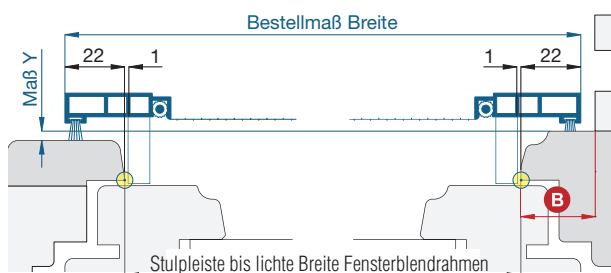 Bestellmaß Breite
22 1 1 22
Maß Y
B
Stulpleiste bis lichte Breite Fensterblendrahmen